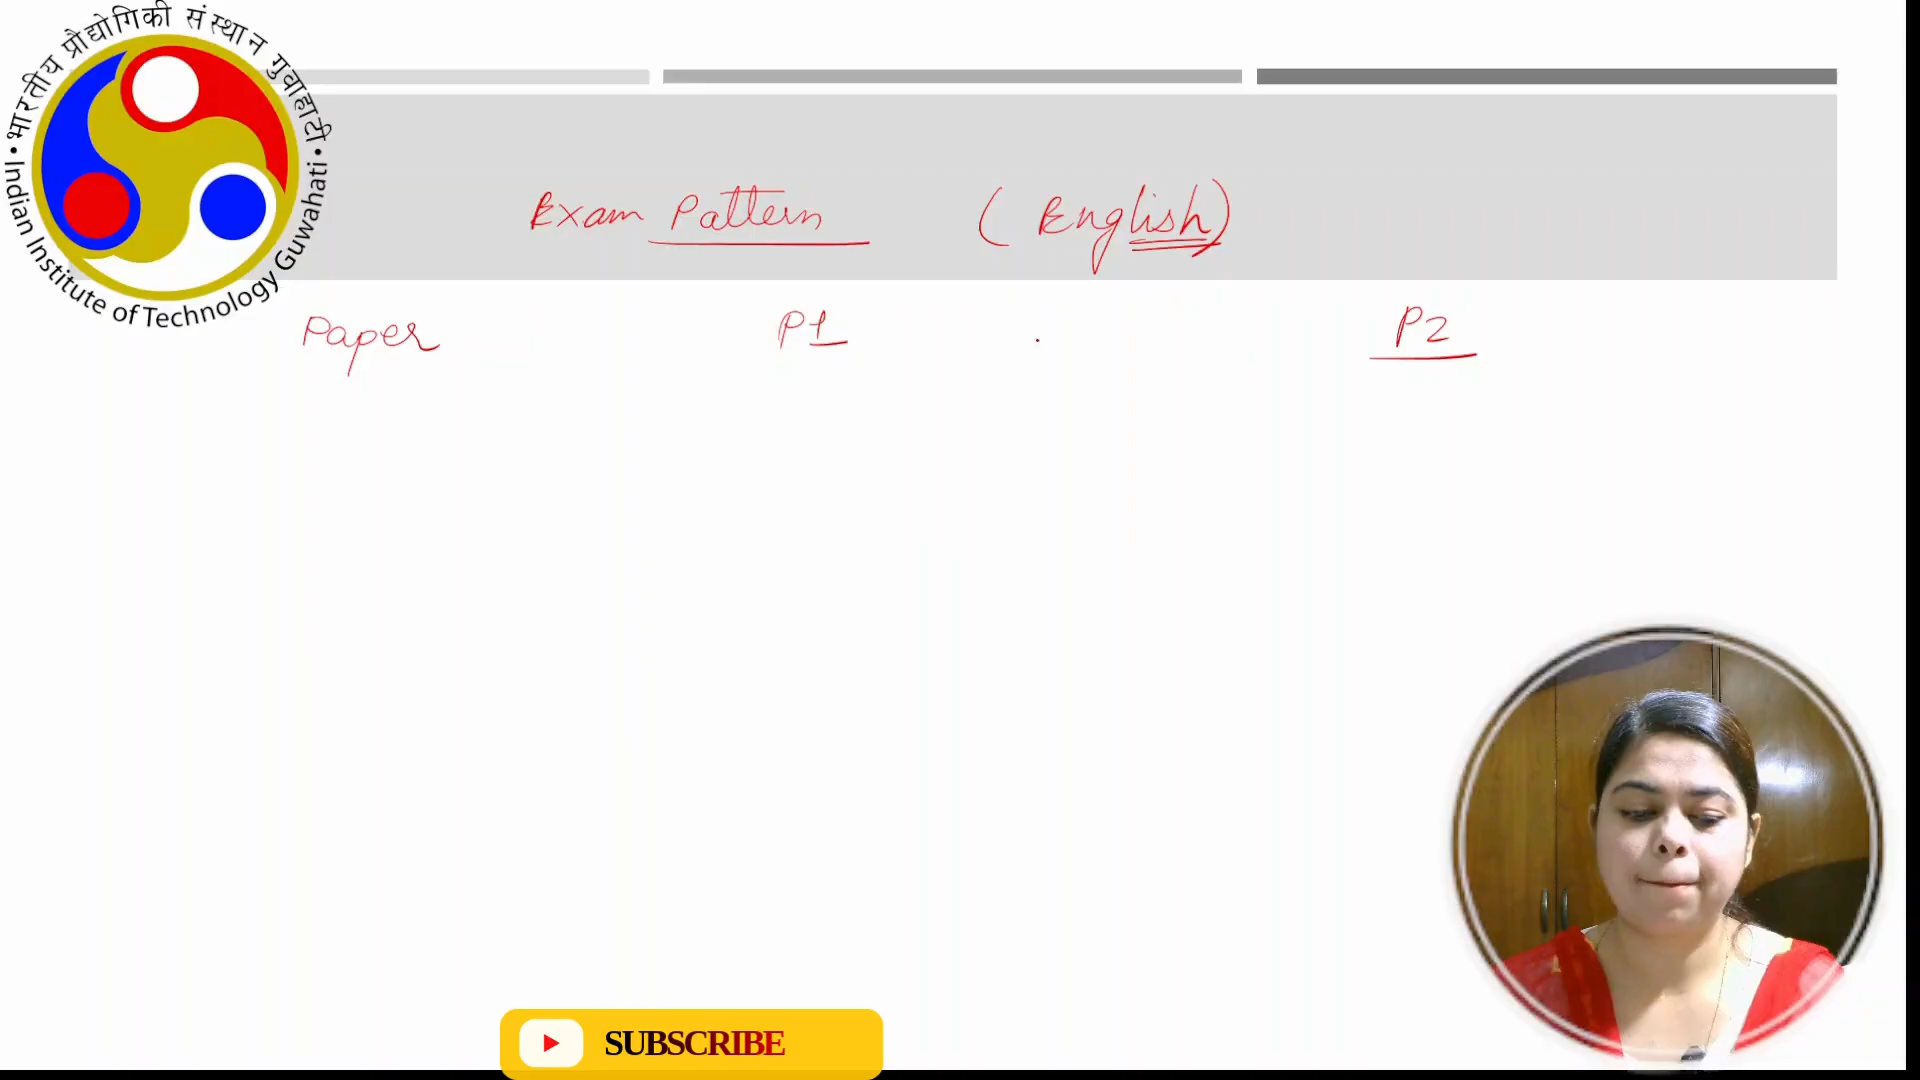 भारतीय प्रौद्योगिकी संस्थान गुवाहाटी
Indian Institute of Technology Guwahati
Exam Pattern (English)
Paper P1 P2
SUBSCRIBE